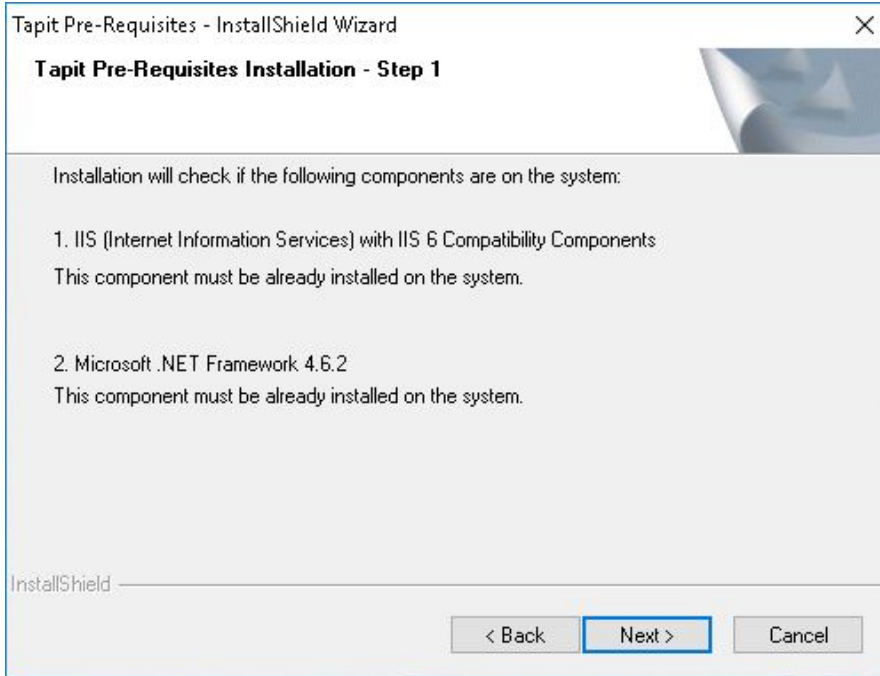 Tapit Pre-Requisites - InstallShield Wizard
Tapit Pre-Requisites Installation - Step 1
Installation will check if the following components are on the system:
1. IIS (Internet Information Services) with IIS 6 Compatibility Components
This component must be already installed on the system.
2. Microsoft .NET Framework 4.6.2
This component must be already installed on the system.
InstallShield
< Back
Next >
Cancel